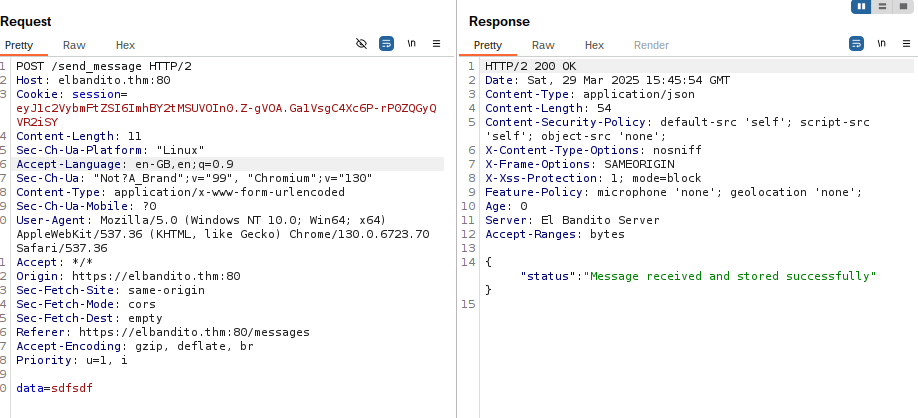 Request
Pretty Raw Hex
\n
1 POST /send_message HTTP/2
2 Host: elbandito.thm:80
3 Cookie: session=
eyJ1c2VybmFtZSI6ImhBY2tMSUVOIn0.Z-gVOA.Ga1VsgC4Xc6P-rP0ZQGyQ
VR2iSY
4 Content-Length: 11
5 Sec-Ch-Ua-Platform: "Linux"
6 Accept-Language: en-GB,en;q=0.9
7 Sec-Ch-Ua: "Not?A_Brand";v="99", "Chromium";v="130"
8 Content-Type: application/x-www-form-urlencoded
9 Sec-Ch-Ua-Mobile: ?0
0 User-Agent: Mozilla/5.0 (Windows NT 10.0; Win64; x64)
AppleWebKit/537.36 (KHTML, like Gecko) Chrome/130.0.6723.70
Safari/537.36
1 Accept: */*
2 Origin: https://elbandito.thm:80
3 Sec-Fetch-Site: same-origin
4 Sec-Fetch-Mode: cors
5 Sec-Fetch-Dest: empty
6 Referer: https://elbandito.thm:80/messages
7 Accept-Encoding: gzip, deflate, br
8 Priority: u=1, i
9
0 data=sdfsdf
Response
Pretty Raw Hex Render
\n
1 HTTP/2 200 OK
2 Date: Sat, 29 Mar 2025 15:45:54 GMT
3 Content-Type: application/json
4 Content-Length: 54
5 Content-Security-Policy: default-src 'self'; script-src
'self'; object-src 'none';
6 X-Content-Type-Options: nosniff
7 X-Frame-Options: SAMEORIGIN
8 X-Xss-Protection: 1; mode=block
9 Feature-Policy: microphone 'none'; geolocation 'none';
10 Age: 0
11 Server: El Bandito Server
12 Accept-Ranges: bytes
13
14 {
"status":"Message received and stored successfully"
}
15